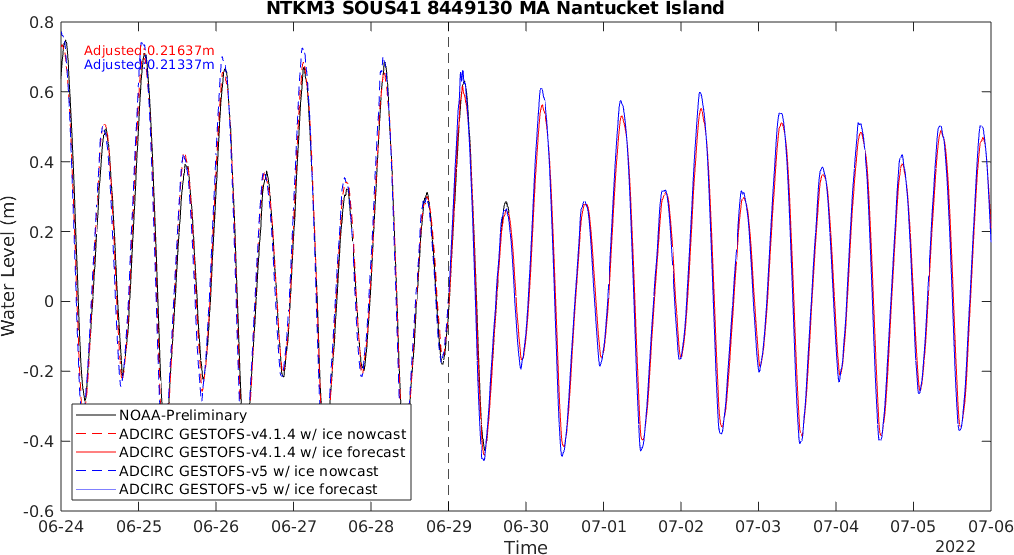 NTKM3 SOUS41 8449130 MA Nantucket Island
0.8
0.6
0.4
0.2
0
-0.2
-0.4
-0.6
Water Level (m)
Adjusted:0.21637m
Adjusted:0.21337m
NOAA-Preliminary
ADCIRC GESTOFS-v4.1.4 w/ ice nowcast
ADCIRC GESTOFS-v4.1.4 w/ ice forecast
ADCIRC GESTOFS-v5 w/ ice nowcast
ADCIRC GESTOFS-v5 w/ ice forecast
06-24 06-25 06-26 06-27 06-28 06-29 06-30 07-01 07-02 07-03 07-04 07-05 07-06
Time
2022